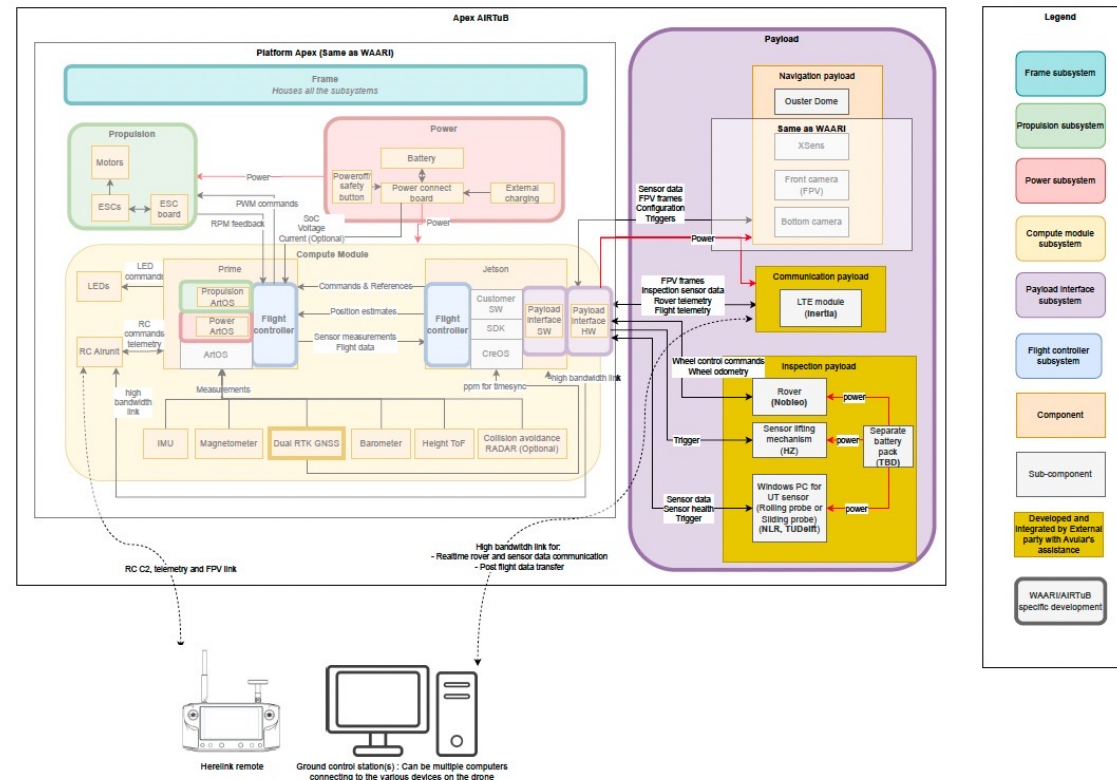 Apex AIRTuB
Platform Apex (Same as WAARI)
Frame
Houses all the subsystems
Propulsion
Motors
ESCs
ESC
board
Power
Battery
Poweroff/
safety
button
Power connect
board
External
charging
Power
PWM commands
RPM feedback
SoC
Voltage
Current (Optional)
Power
Compute Module
LED
commands
LEDs
Prime
Propulsion
ArtOS
Power
ArtOS
ArtOS
Flight
controller
Commands & References
Position estimates
Sensor measurements
Flight data
Jetson
Flight
controller
Customer
SW
SDK
CreOS
Payload
interface
SW
Payload
interface
HW
RC
commands
telemetry
RC Airunit
high
bandwidth
link
Measurements
ppm for timesync
high bandwidth link
IMU
Magnetometer
Dual RTK GNSS
Barometer
Height ToF
Collision avoidance
RADAR (Optional)
Payload
Navigation payload
Ouster Dome
Same as WAARI
XSens
Front camera
(FPV)
Bottom camera
Sensor data
FPV frames
Configuration
Triggers
Power
Communication payload
LTE module
(Inertia)
FPV frames
Inspection sensor data
Rover telemetry
Flight telemetry
Wheel control commands
Wheel odometry
Inspection payload
Rover
(Nobleo)
power
Trigger
Sensor lifting
mechanism
(HZ)
power
Separate
battery
pack
(TBD)
Sensor data
Sensor health
Trigger
Windows PC for
UT sensor
(Rolling probe or
Sliding probe)
(NLR, TUDelft)
power
RC C2, telemetry and FPV link
High bandwitdh link for:
- Realtime rover and sensor data communication
- Post flight data transfer
Herelink remote
Ground control station(s) : Can be multiple computers
connecting to the various devices on the drone
Legend
Frame subsystem
Propulsion subsystem
Power subsystem
Compute module
subsystem
Payload interface
subsystem
Flight controller
subsystem
Component
Sub-component
Developed and
integrated by External
party with Avular's
assistance
WAARI/AIRTuB
specific development